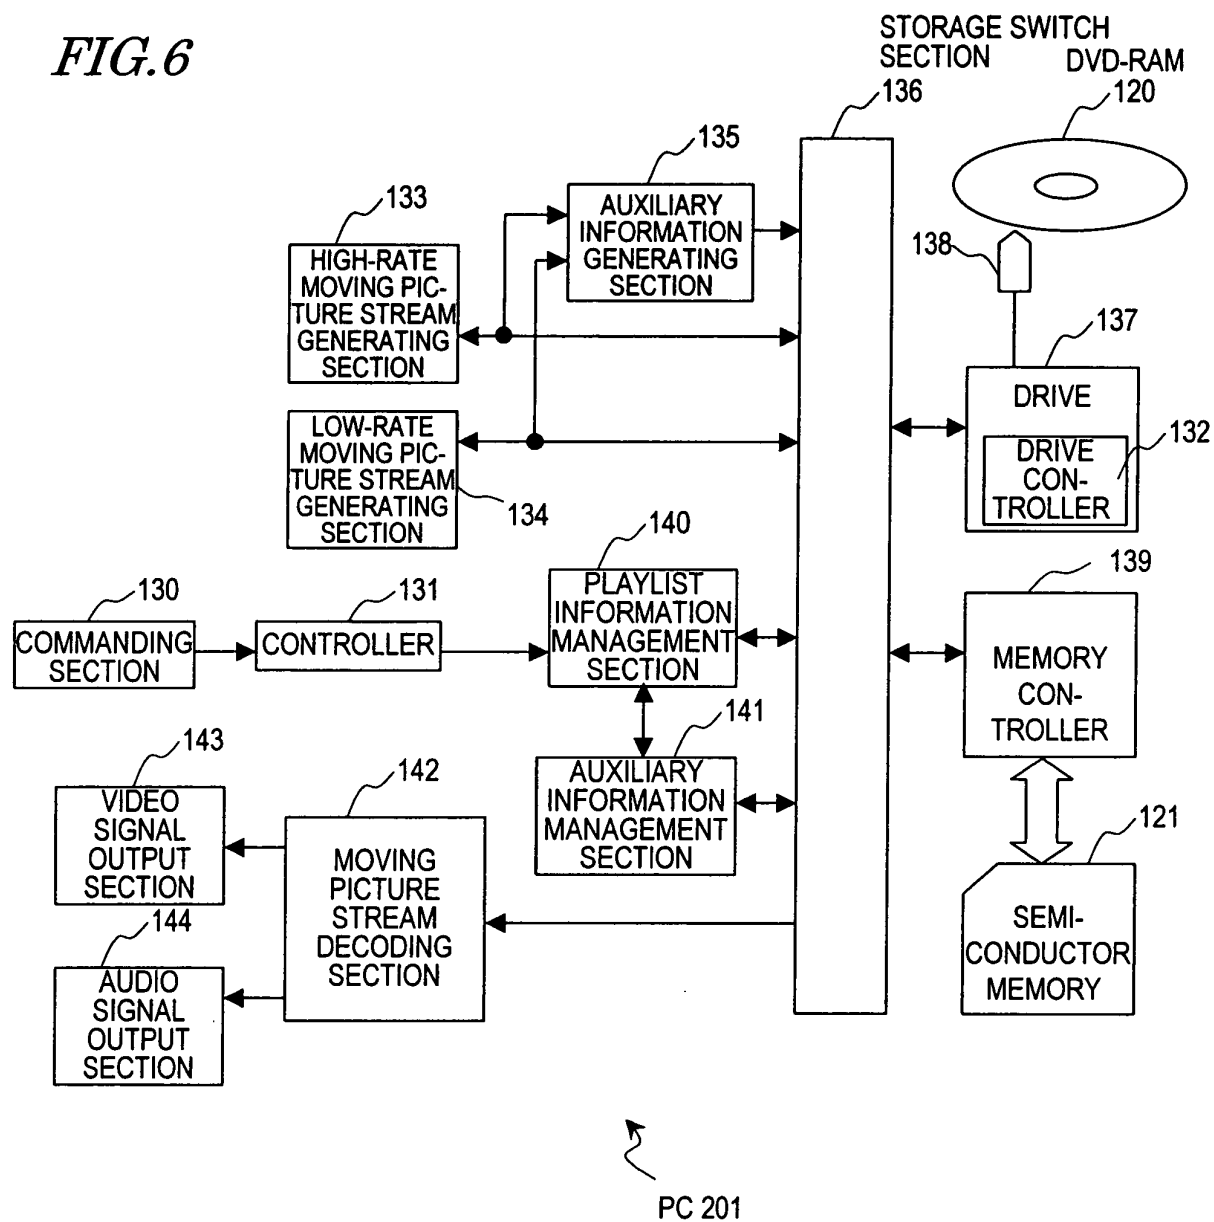 FIG.6
STORAGE SWITCH
SECTION
DVD-RAM
136
120
135
AUXILIARY
INFORMATION
GENERATING
SECTION
133
HIGH-RATE
MOVING PIC-
TURE STREAM
GENERATING
SECTION
138
137
DRIVE
132
DRIVE
CON-
TROLLER
LOW-RATE
MOVING PIC-
TURE STREAM
GENERATING
SECTION
134
140
PLAYLIST
INFORMATION
MANAGEMENT
SECTION
139
MEMORY
CON-
TROLLER
130
COMMANDING
SECTION
131
CONTROLLER
141
AUXILIARY
INFORMATION
MANAGEMENT
SECTION
143
VIDEO
SIGNAL
OUTPUT
SECTION
142
MOVING
PICTURE
STREAM
DECODING
SECTION
121
SEMI-
CONDUCTOR
MEMORY
144
AUDIO
SIGNAL
OUTPUT
SECTION
PC 201